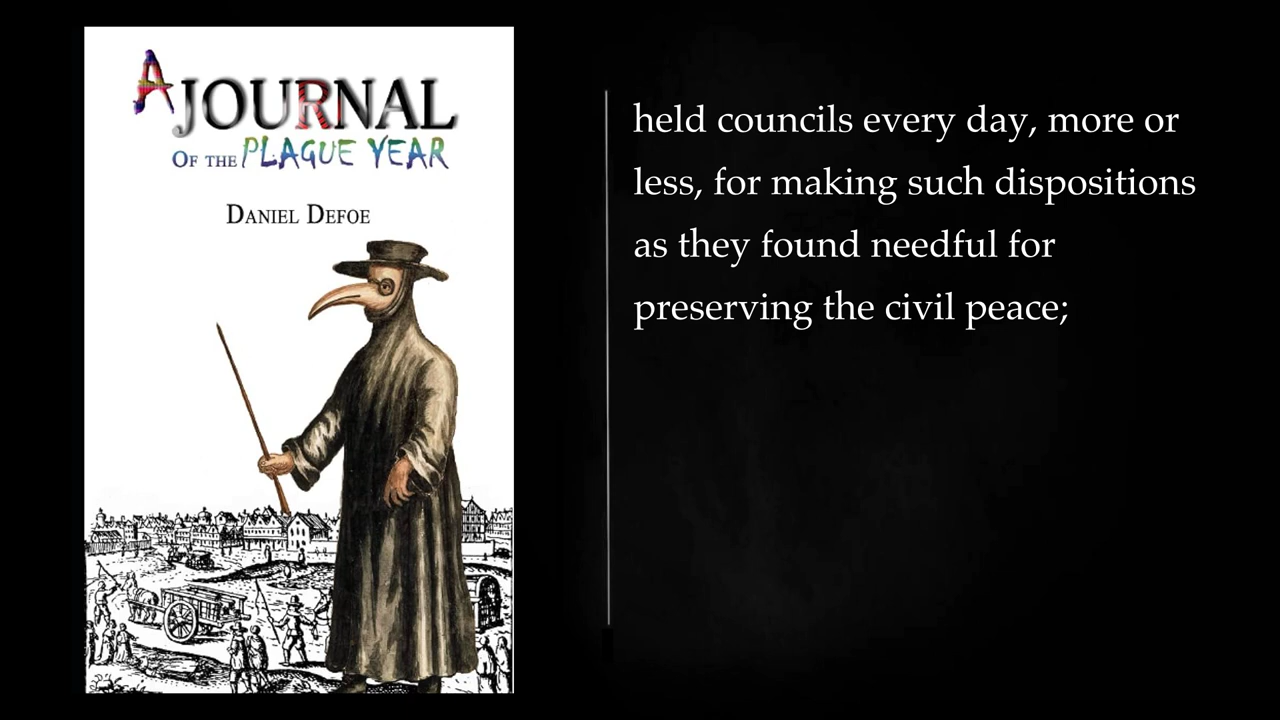 A JOURNAL
OF THE PLAGUE YEAR
DANIEL DEFOE
held councils every day, more or
less, for making such dispositions
as they found needful for
preserving the civil peace;